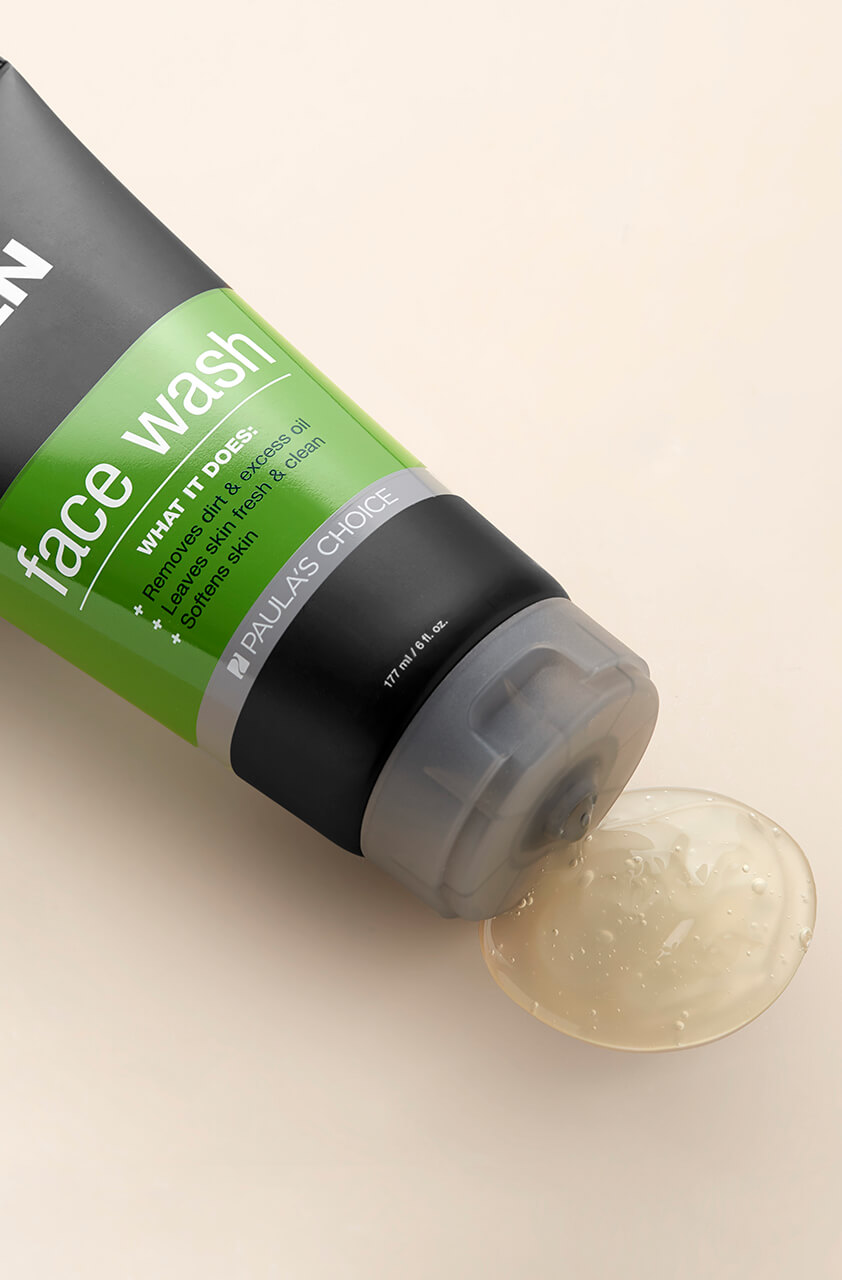 face wash
WHAT IT DOES:
+ Removes dirt & excess oil
+ Leaves skin fresh & clean
+ Softens skin
PAULA'S CHOICE
177 ml / 6 fl. oz.